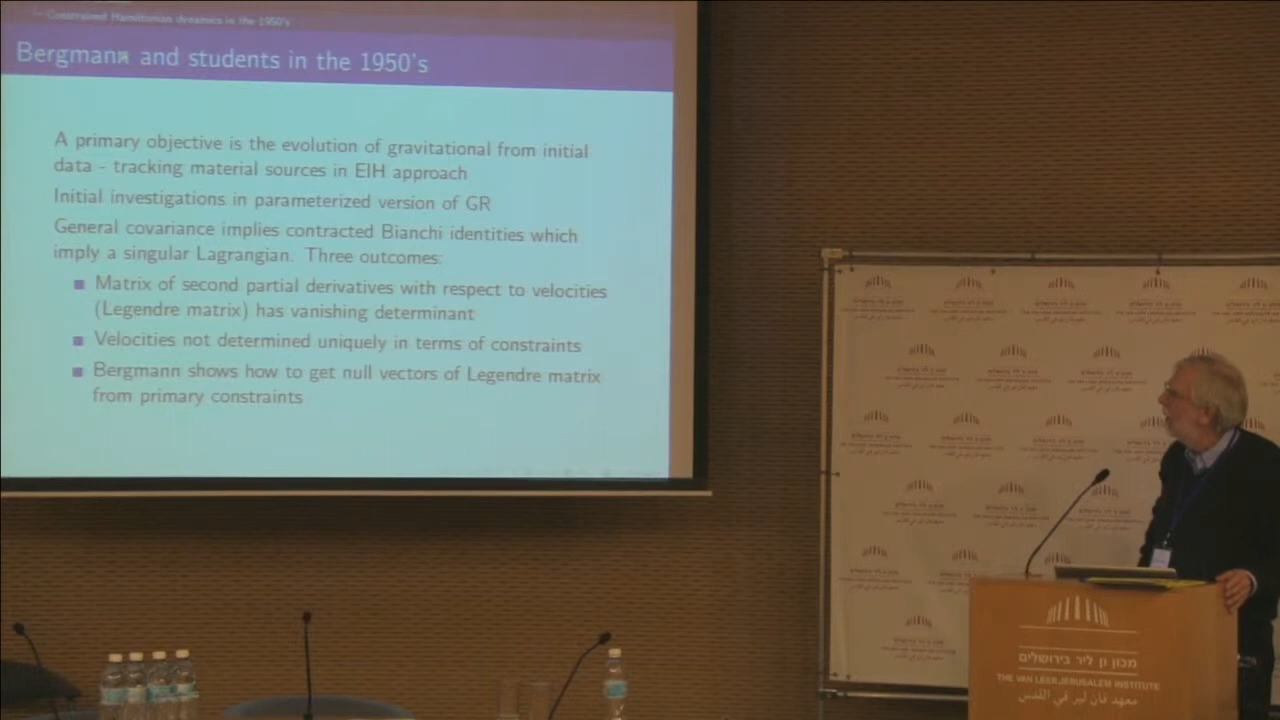 Constrained Hamiltonian dynamics in the 1950's
Bergmann and students in the 1950's
A primary objective is the evolution of gravitational from initial
data - tracking material sources in EIH approach
Initial investigations in parameterized version of GR
General covariance implies contracted Bianchi identities which
imply a singular Lagrangian. Three outcomes:
Matrix of second partial derivatives with respect to velocities
(Legendre matrix) has vanishing determinant
Velocities not determined uniquely in terms of constraints
Bergmann shows how to get null vectors of Legendre matrix
from primary constraints
מכון ון ליר בירושלים
THE VAN LEER JERUSALEM INSTITUTE
معهد فان لير في القدس